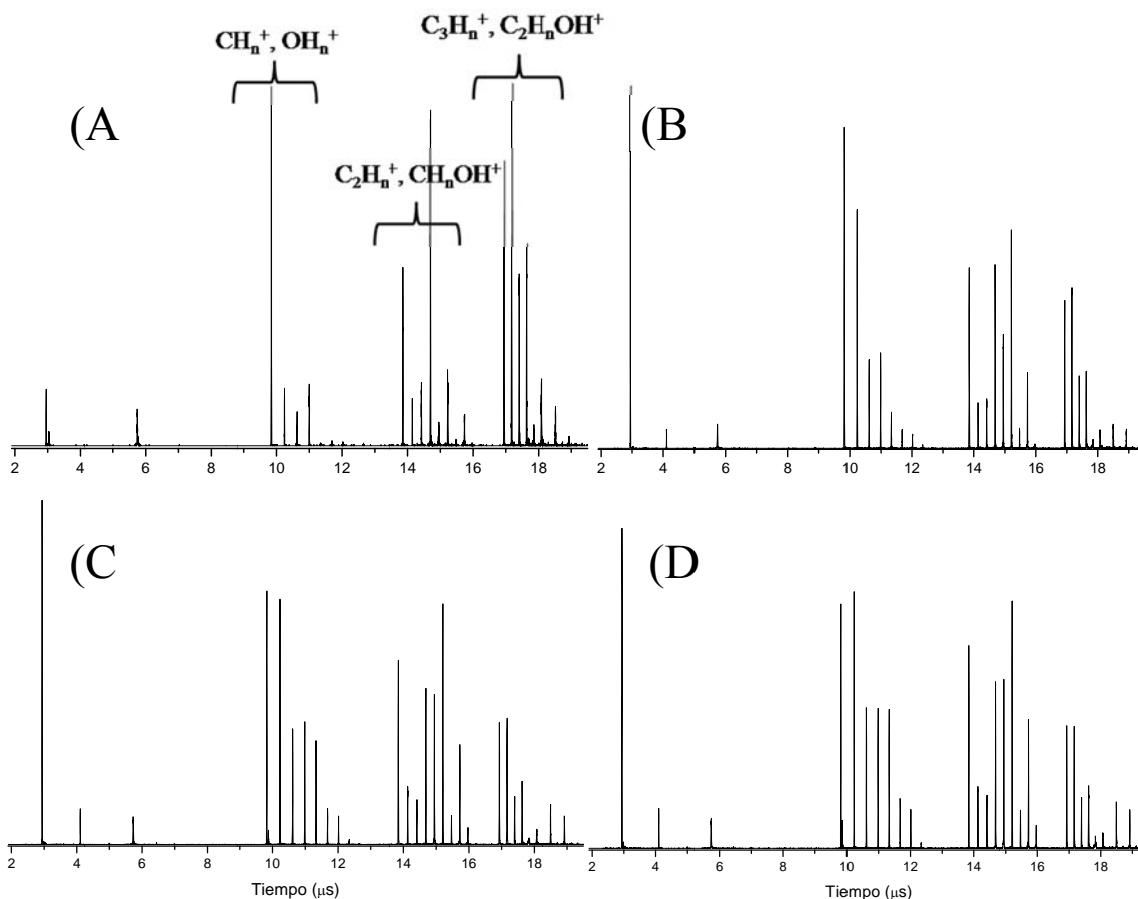 CHₙ⁺, OHₙ⁺
C₃Hₙ⁺, C₂HₙOH⁺
C₂Hₙ⁺, CHₙOH⁺
(A
2 4 6 8 10 12 14 16 18
(B
2 4 6 8 10 12 14 16 18
(C
2 4 6 8 10 12 14 16 18
Tiempo (μs)
(D
2 4 6 8 10 12 14 16 18
Tiempo (μs)